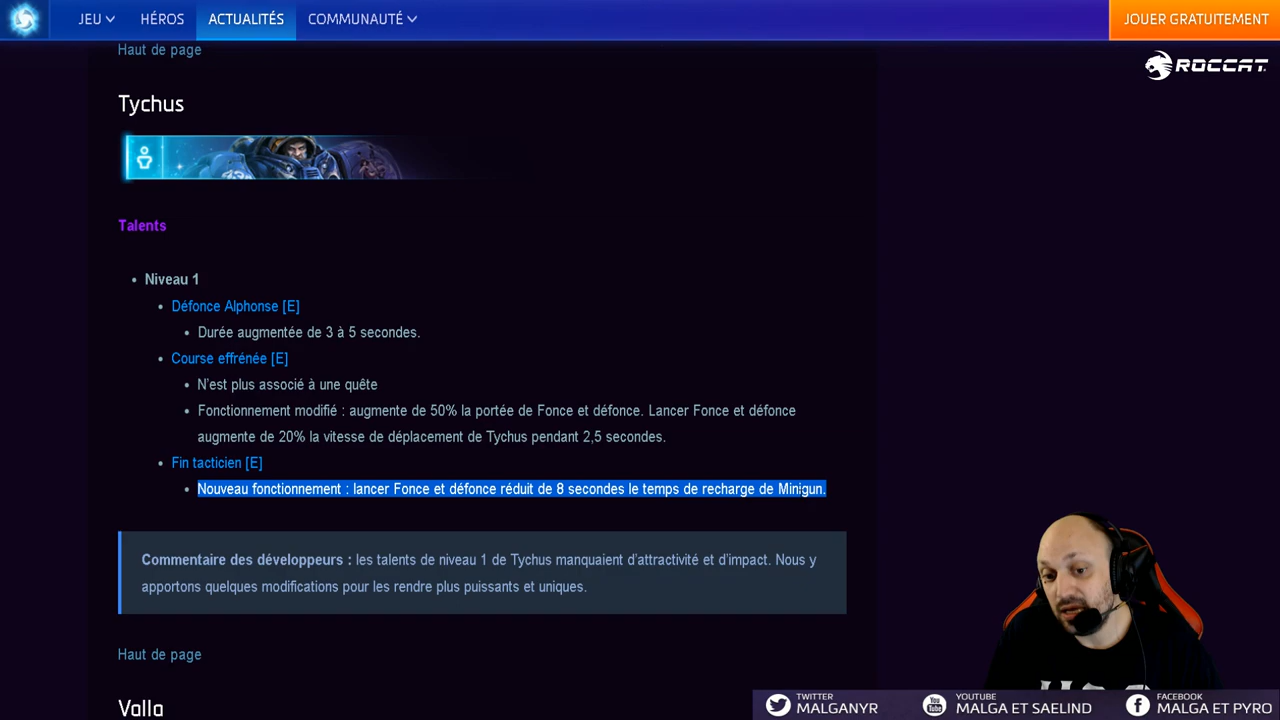 JEU HÉROS ACTUALITÉS COMMUNAUTÉ JOUER GRATUITEMENT
Haut de page
ROCCAT
Tychus
Talents
• Niveau 1
• Défonce Alphonse [E]
• Durée augmentée de 3 à 5 secondes.
• Course effrénée [E]
• N'est plus associé à une quête
• Fonctionnement modifié : augmente de 50% la portée de Fonce et défonce. Lancer Fonce et défonce
augmente de 20% la vitesse de déplacement de Tychus pendant 2,5 secondes.
• Fin tacticien [E]
• Nouveau fonctionnement : lancer Fonce et défonce réduit de 8 secondes le temps de recharge de Minigun.
Commentaire des développeurs : les talents de niveau 1 de Tychus manquaient d'attractivité et d'impact. Nous y
apportons quelques modifications pour les rendre plus puissants et uniques.
Haut de page
Valla
TWITTER
MALGANYR
YOUTUBE
MALGA ET SAELIND
FACEBOOK
MALGA ET PYRO